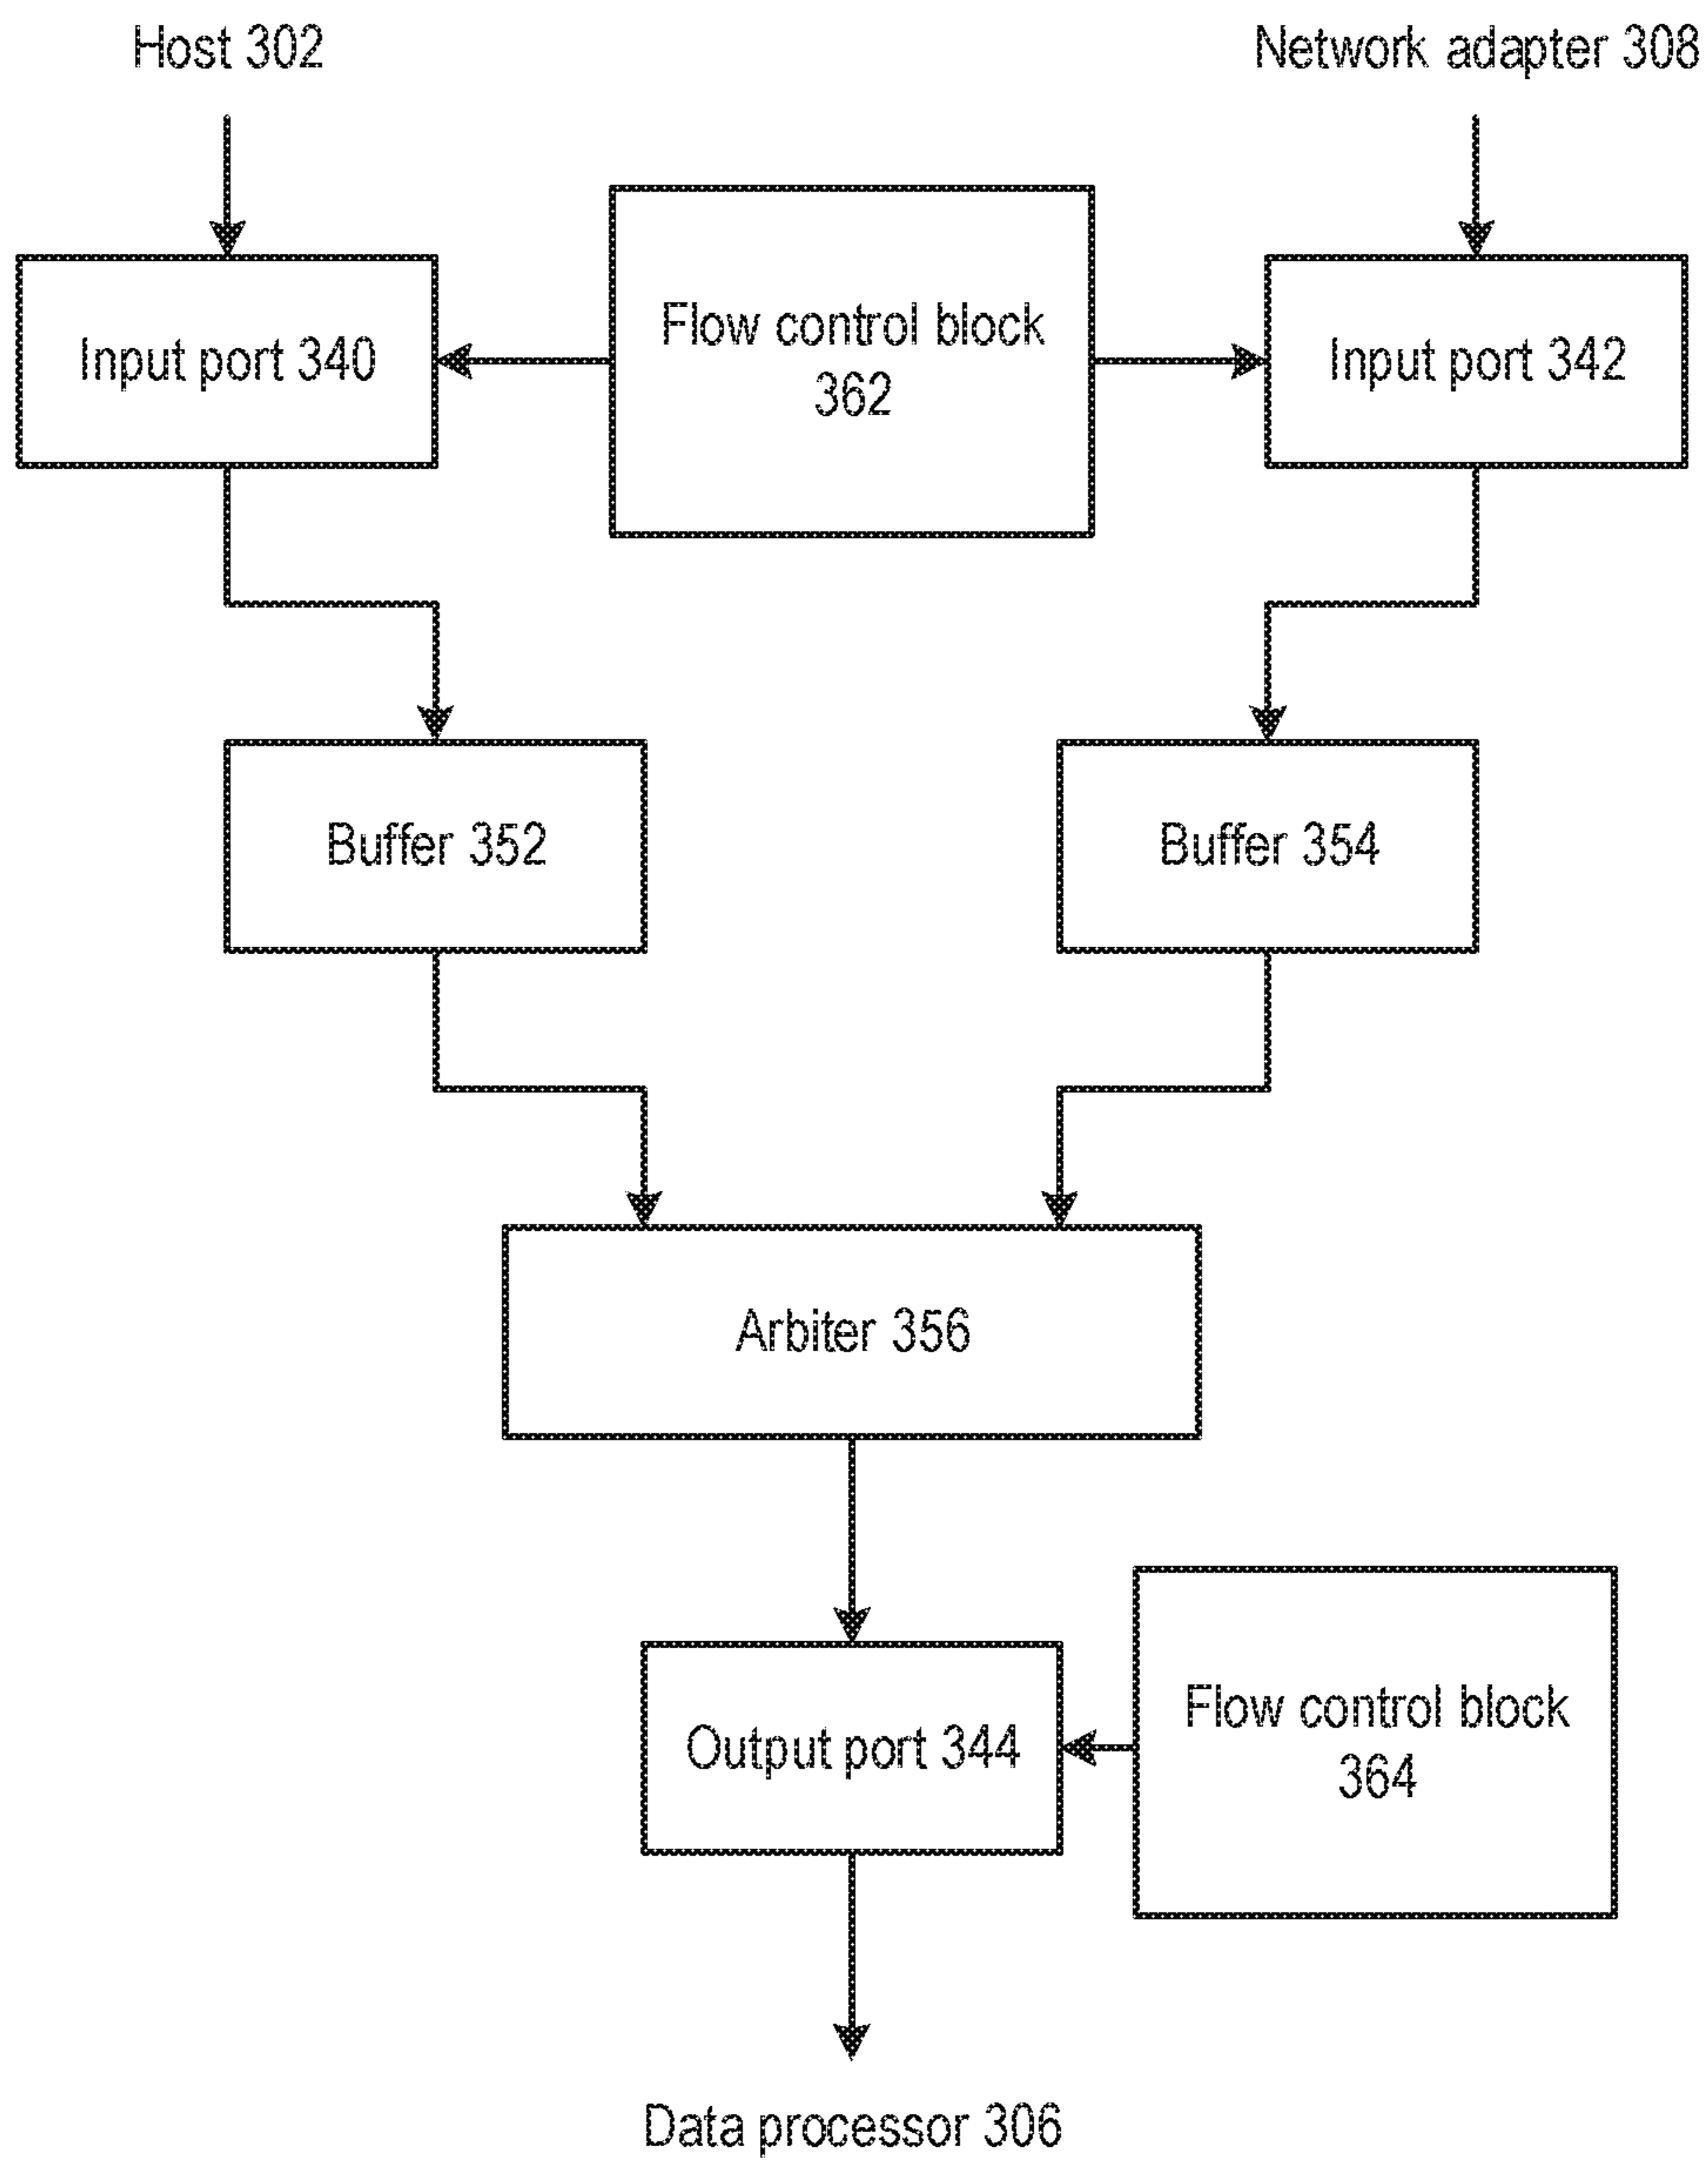 Host 302
Network adapter 308
Input port 340
Flow control block
362
Input port 342
Buffer 352
Buffer 354
Arbiter 356
Output port 344
Flow control block
364
Data processor 306